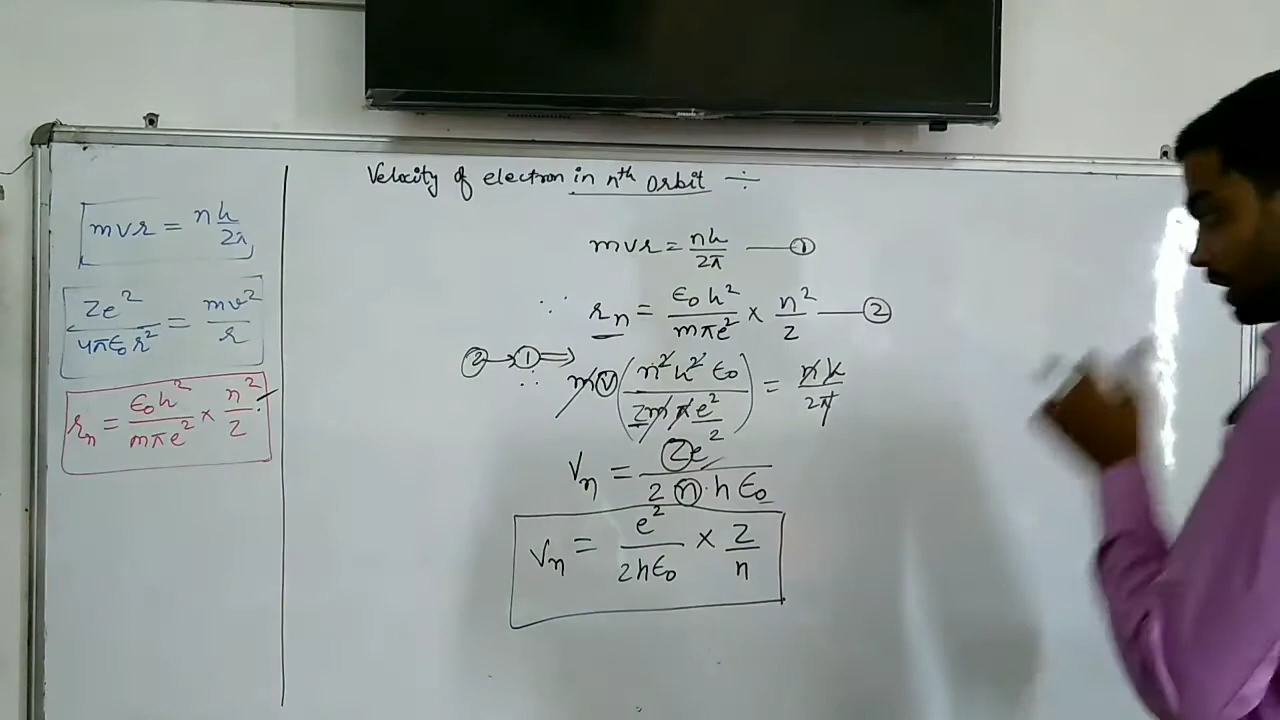 mvr = nh/2π
Ze²/4πε₀r² = mv²/r
rₙ = ε₀h²/mπe² × n²/Z
Velocity of electron in nᵗʰ orbit ÷
mvr = nh/2π —①
∵ rₙ = ε₀h²/mπe² × n²/Z —②
②→①⇒
∴ mv(n²h²ε₀/Zmπe²) = nh/2π
Vₙ = Ze²/2n·hε₀
Vₙ = e²/2hε₀ × Z/n